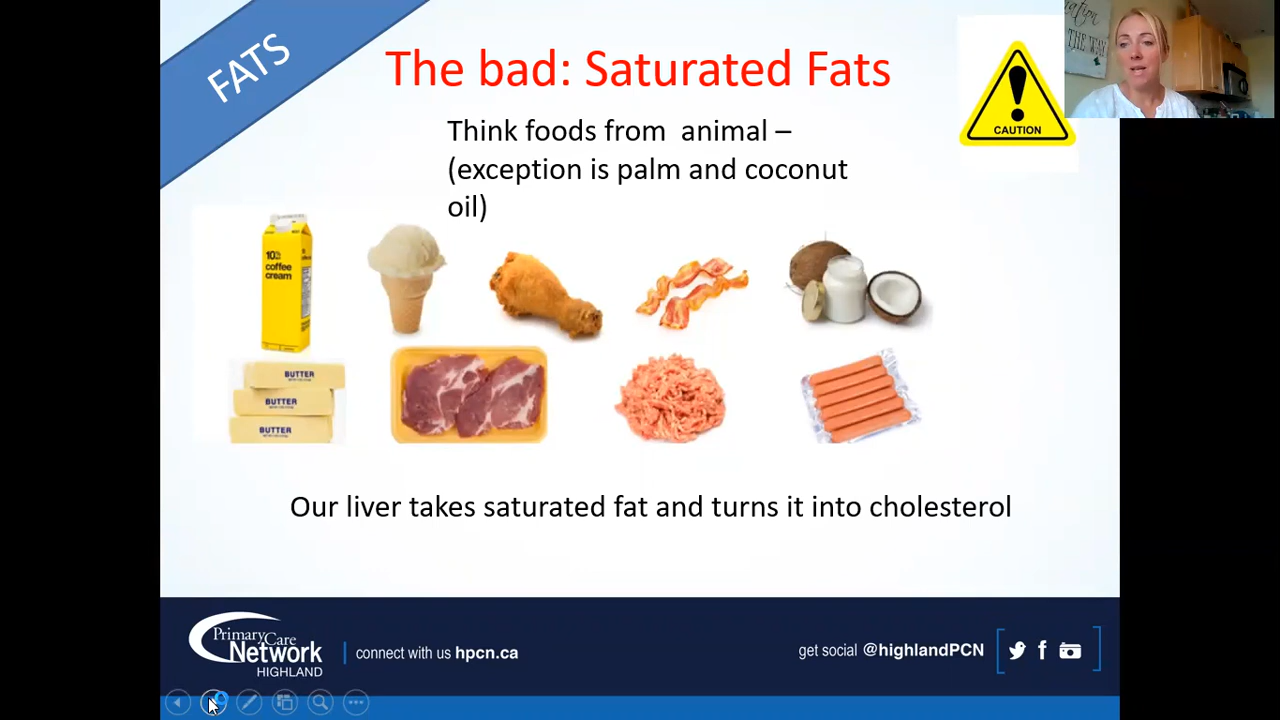 FATS
The bad: Saturated Fats
Think foods from  animal –
(exception is palm and coconut
oil)
CAUTION
THE WAY
10%
coffee
cream
BUTTER
BUTTER
BUTTER
Our liver takes saturated fat and turns it into cholesterol
PrimaryCare
Network
HIGHLAND
connect with us hpcn.ca
get social @highlandPCN